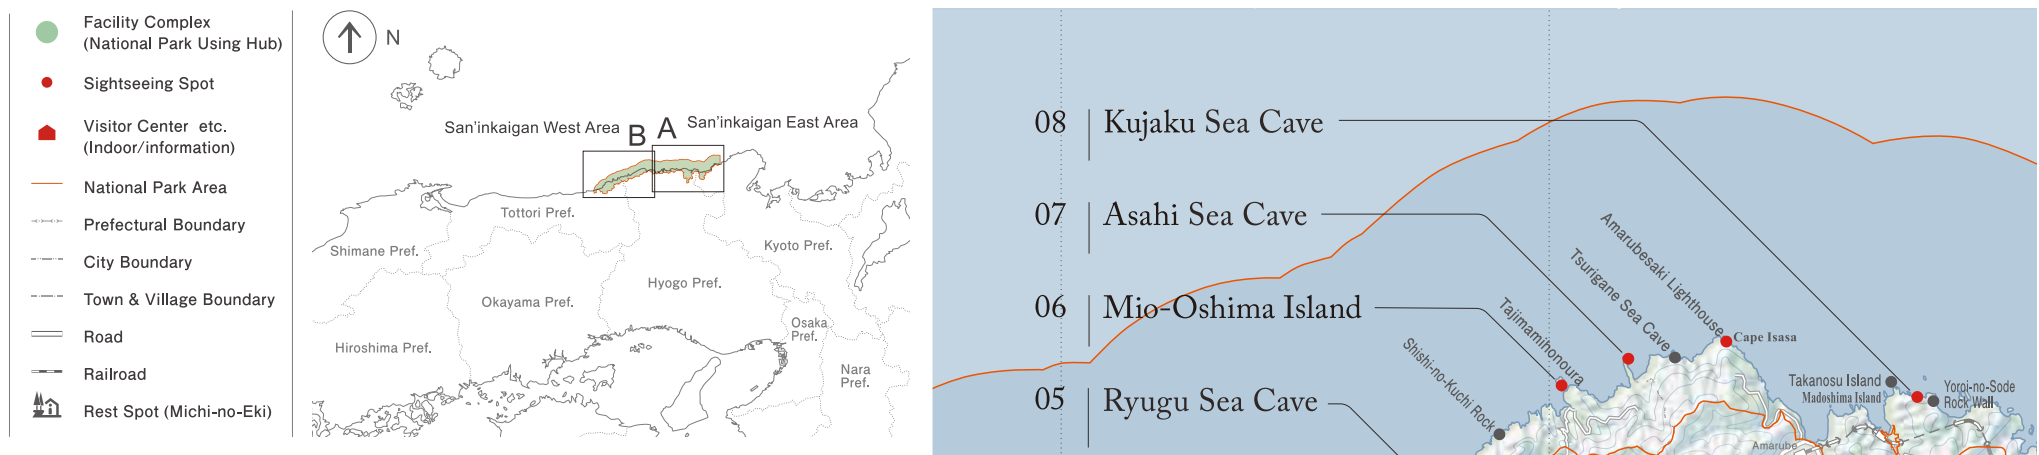 Facility Complex
(National Park Using Hub)
Sightseeing Spot
Visitor Center etc.
(Indoor/information)
National Park Area
Prefectural Boundary
City Boundary
Town & Village Boundary
Road
Railroad
Rest Spot (Michi-no-Eki)
N
San'inkaigan West Area
B
A
San'inkaigan East Area
Tottori Pref.
Shimane Pref.
Kyoto Pref.
Hyogo Pref.
Okayama Pref.
Osaka
Pref.
Hiroshima Pref.
Nara
Pref.
08
Kujaku Sea Cave
07
Asahi Sea Cave
06
Mio-Oshima Island
05
Ryugu Sea Cave
Amarubesaki Lighthouse
Tsurigane Sea Cave
Tajimamihonoura
Shishi-no-Kuchi Rock
Cape Isasa
Takanosu Island
Madoshima Island
Yoroi-no-Sode
Rock Wall
Amarube